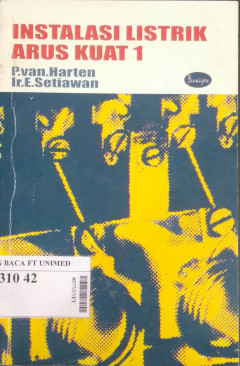 INSTALASI LISTRIK
ARUS KUAT 1
P.van.Harten
Ir.E.Setiawan
BACA FT UNIMED
310 42